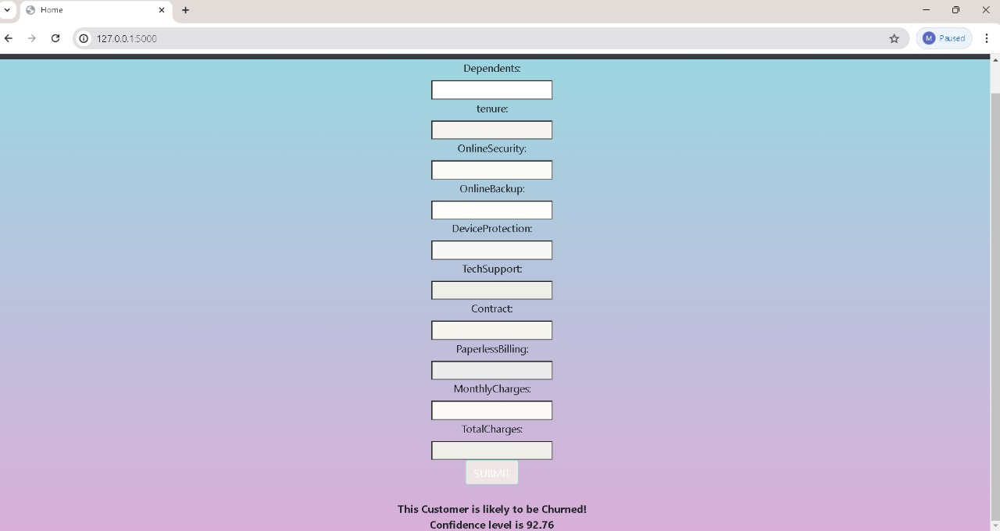 Home
127.0.0.1:5000
M Paused
Dependents:
tenure:
OnlineSecurity:
OnlineBackup:
DeviceProtection:
TechSupport:
Contract:
PaperlessBilling:
MonthlyCharges:
TotalCharges:
SUBMIT
This Customer is likely to be Churned!
Confidence level is 92.76